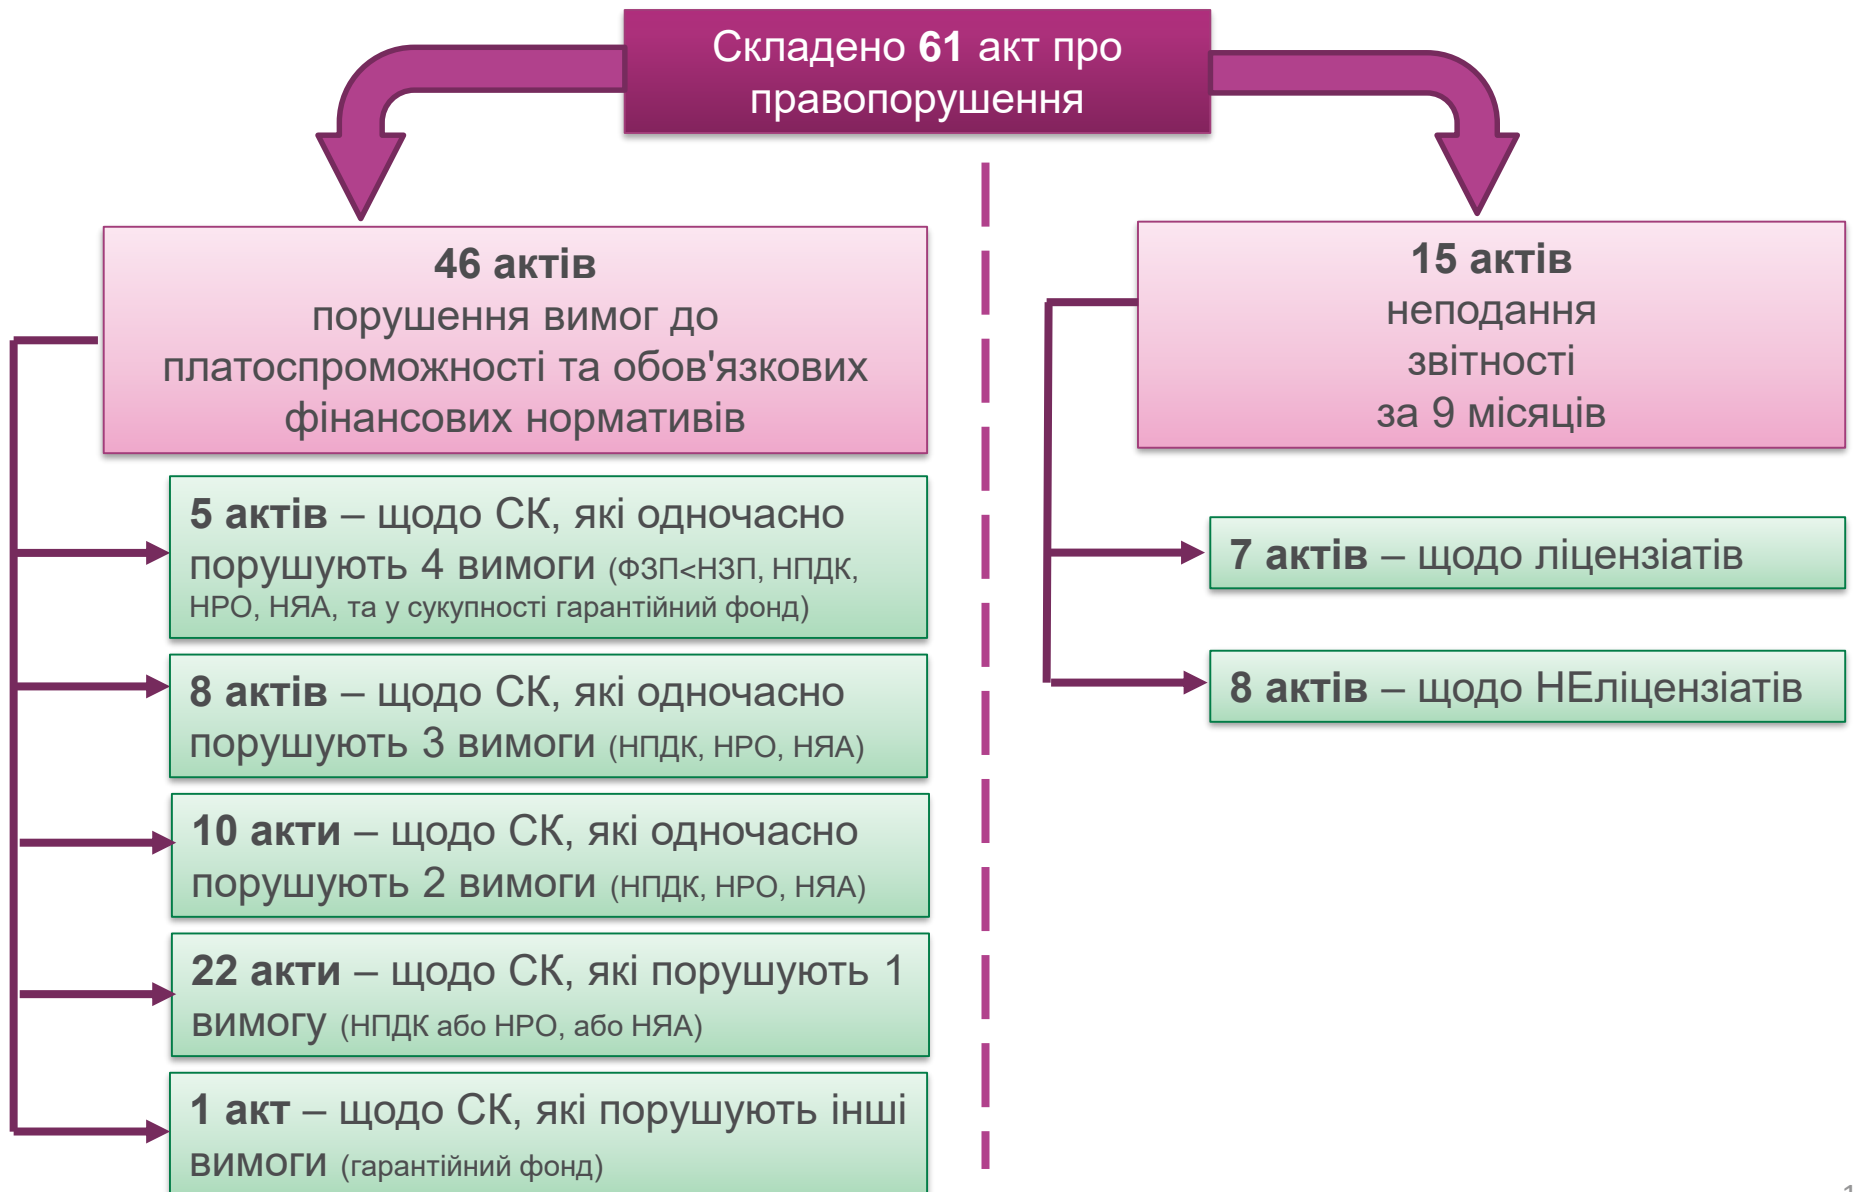 Складено 61 акт про
правопорушення
46 актів
порушення вимог до
платоспроможності та обов'язкових
фінансових нормативів
5 актів – щодо СК, які одночасно
порушують 4 вимоги (ФЗП<НЗП, НПДК,
НРО, НЯА, та у сукупності гарантійний фонд)
8 актів – щодо СК, які одночасно
порушують 3 вимоги (НПДК, НРО, НЯА)
10 акти – щодо СК, які одночасно
порушують 2 вимоги (НПДК, НРО, НЯА)
22 акти – щодо СК, які порушують 1
вимогу (НПДК або НРО, або НЯА)
1 акт – щодо СК, які порушують інші
вимоги (гарантійний фонд)
15 актів
неподання
звітності
за 9 місяців
7 актів – щодо ліцензіатів
8 актів – щодо НЕліцензіатів